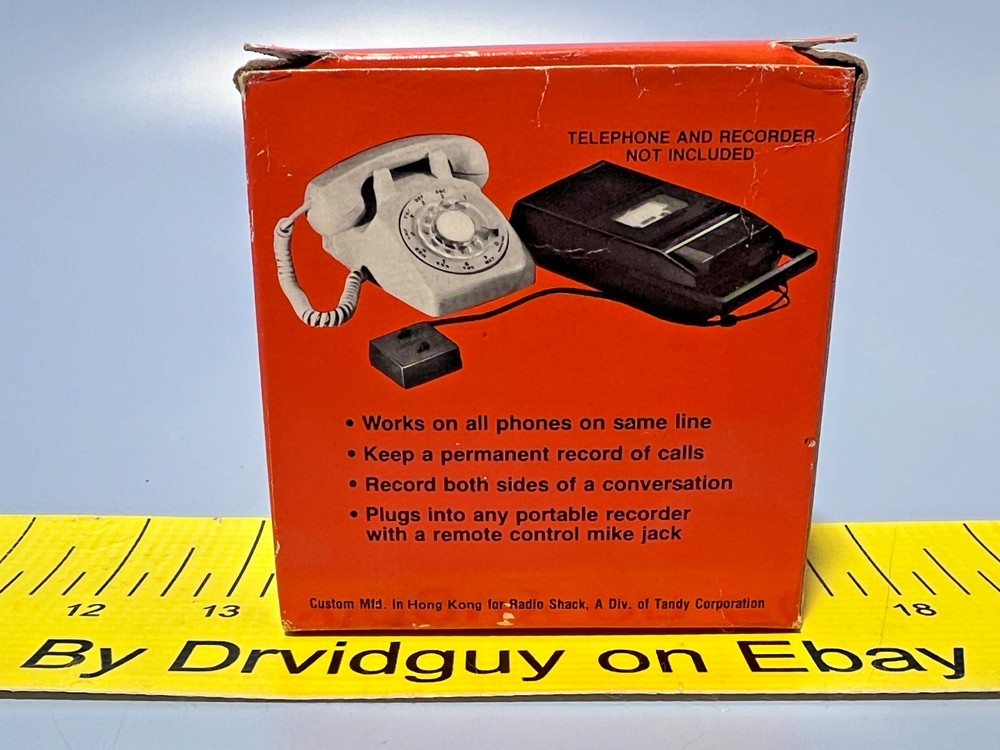 TELEPHONE AND RECORDER
NOT INCLUDED
• Works on all phones on same line
• Keep a permanent record of calls
• Record both sides of a conversation
• Plugs into any portable recorder
with a remote control mike jack
Custom Mfd. in Hong Kong for Radio Shack, A Div. of Tandy Corporation
12 13 18
By Drvidguy on Ebay